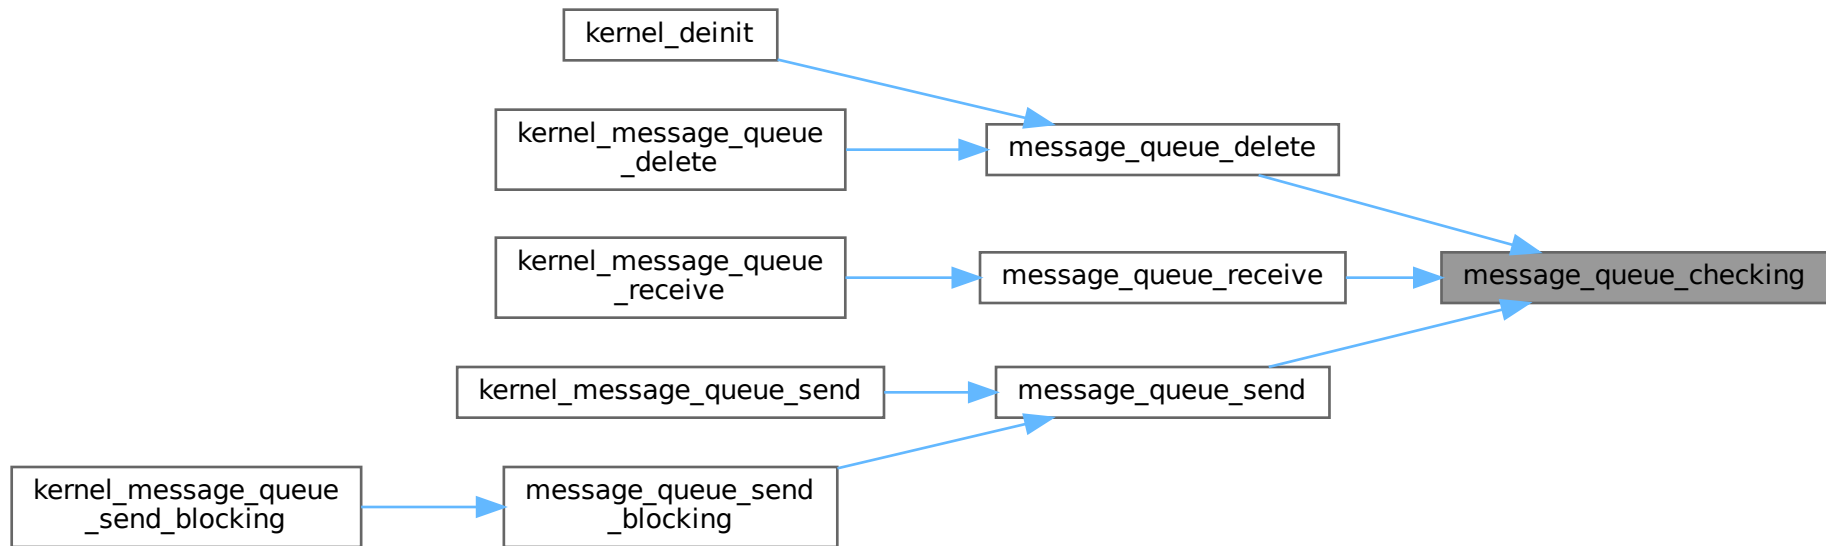 kernel_deinit
kernel_message_queue
_delete
message_queue_delete
kernel_message_queue
_receive
message_queue_receive
message_queue_checking
kernel_message_queue_send
message_queue_send
kernel_message_queue
_send_blocking
message_queue_send
_blocking